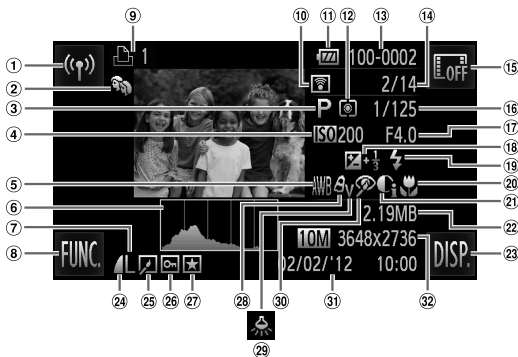 ⑨ ⑩ ⑪ ⑫ ⑬ ⑭
1 100-0002
① ② 2/14 OFF ⑮
③ P 1/125 ⑯
④ ISO200 F4.0 ⑰
+1/3 ⑱
⑲
⑤ AWB V i ⑳
⑥ ㉑
2.19MB ㉒
⑦ 10M 3648x2736
⑧ FUNC. L 02/02/'12 10:00 DISP. ㉓
㉔ ㉕ ㉖ ㉗ ㉘ ㉚ ㉛ ㉜
㉙